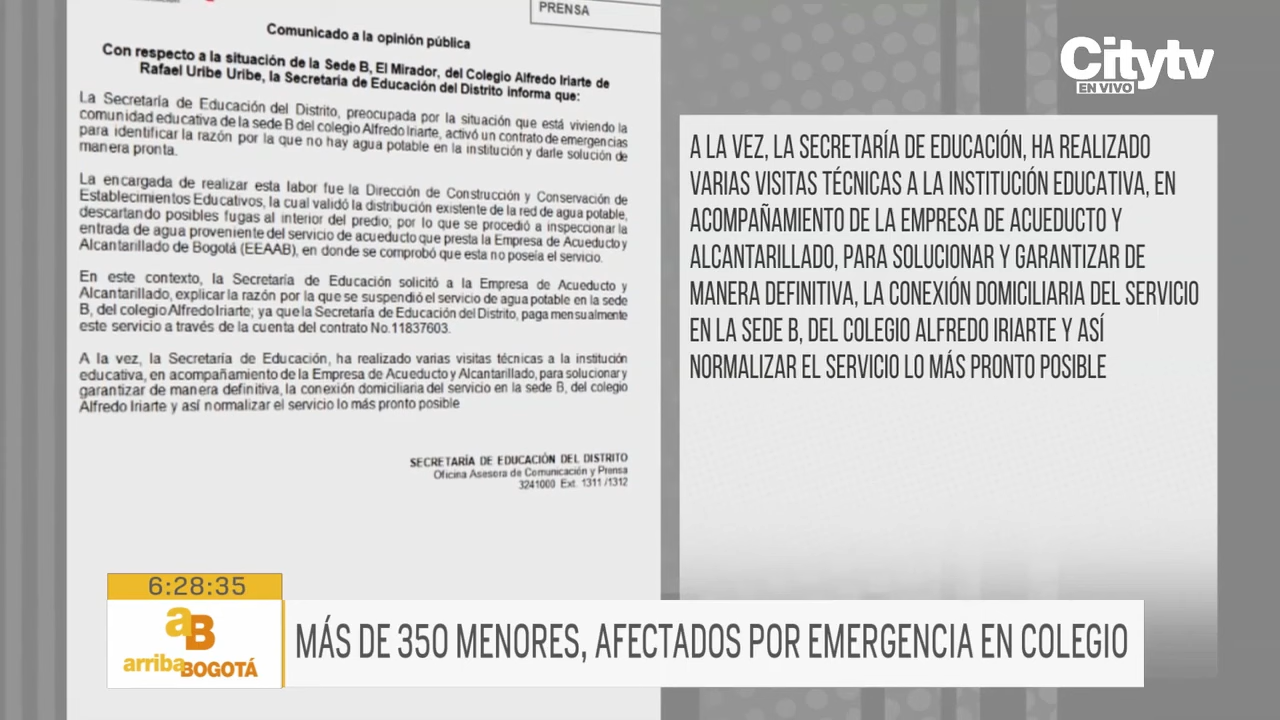 PRENSA
Comunicado a la opinión pública
Con respecto a la situación de la Sede B, El Mirador, del Colegio Alfredo Iriarte de
Rafael Uribe Uribe, la Secretaría de Educación del Distrito informa que:
La Secretaría de Educación del Distrito, preocupada por la situación que está viviendo la
comunidad educativa de la sede B del colegio Alfredo Iriarte, activó un contrato de emergencias
para identificar la razón por la que no hay agua potable en la institución y darle solución de
manera pronta.
La encargada de realizar esta labor fue la Dirección de Construcción y Conservación de
Establecimientos Educativos, la cual validó la distribución existente de la red de agua potable,
descartando posibles fugas al interior del predio; por lo que se procedió a inspeccionar la
entrada de agua proveniente del servicio de acueducto que presta la Empresa de Acueducto y
Alcantarillado de Bogotá (EEAAB), en donde se comprobó que esta no poseía el servicio.
En este contexto, la Secretaría de Educación solicitó a la Empresa de Acueducto y
Alcantarillado, explicar la razón por la que se suspendió el servicio de agua potable en la sede
B, del colegio Alfredo Iriarte; ya que la Secretaría de Educación del Distrito, paga mensualmente
este servicio a través de la cuenta del contrato No.11837603.
A la vez, la Secretaría de Educación, ha realizado varias visitas técnicas a la institución
educativa, en acompañamiento de la Empresa de Acueducto y Alcantarillado, para solucionar y
garantizar de manera definitiva, la conexión domiciliaria del servicio en la sede B, del colegio
Alfredo Iriarte y así normalizar el servicio lo más pronto posible
SECRETARÍA DE EDUCACIÓN DEL DISTRITO
Oficina Asesora de Comunicación y Prensa
3241000 Ext. 1311 /1312
Citytv
EN VIVO
A LA VEZ, LA SECRETARÍA DE EDUCACIÓN, HA REALIZADO
VARIAS VISITAS TÉCNICAS A LA INSTITUCIÓN EDUCATIVA, EN
ACOMPAÑAMIENTO DE LA EMPRESA DE ACUEDUCTO Y
ALCANTARILLADO, PARA SOLUCIONAR Y GARANTIZAR DE
MANERA DEFINITIVA, LA CONEXIÓN DOMICILIARIA DEL SERVICIO
EN LA SEDE B, DEL COLEGIO ALFREDO IRIARTE Y ASÍ
NORMALIZAR EL SERVICIO LO MÁS PRONTO POSIBLE
6:28:35
aB
arriba BOGOTÁ
MÁS DE 350 MENORES, AFECTADOS POR EMERGENCIA EN COLEGIO